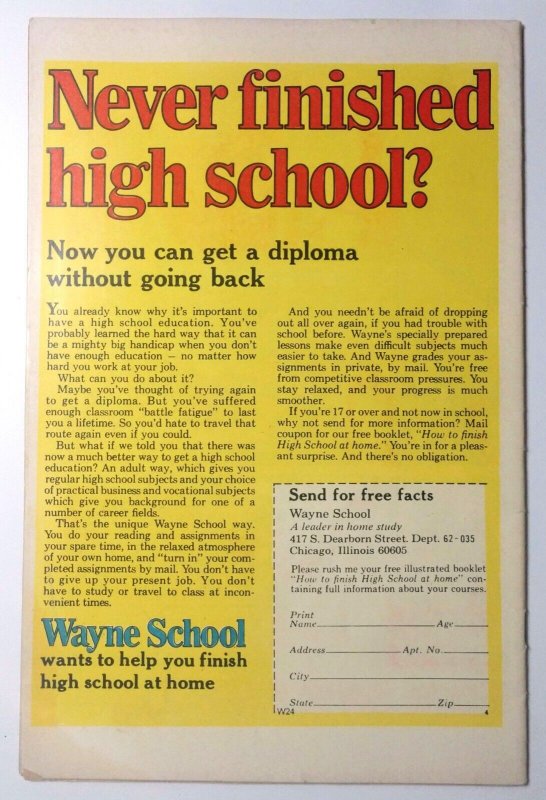 Never finished
high school?
Now you can get a diploma
without going back
You already know why it's important to
have a high school education. You've
probably learned the hard way that it can
be a mighty big handicap when you don't
have enough education — no matter how
hard you work at your job.
What can you do about it?
Maybe you've thought of trying again
to get a diploma. But you've suffered
enough classroom "battle fatigue" to last
you a lifetime. So you'd hate to travel that
route again even if you could.
But what if we told you that there was
now a much better way to get a high school
education? An adult way, which gives you
regular high school subjects and your choice
of practical business and vocational subjects
which give you background for one of a
number of career fields.
That's the unique Wayne School way.
You do your reading and assignments in
your spare time, in the relaxed atmosphere
of your own home, and "turn in" your com-
pleted assignments by mail. You don't have
to give up your present job. You don't
have to study or travel to class at incon-
venient times.
Wayne School
wants to help you finish
high school at home
And you needn't be afraid of dropping
out all over again, if you had trouble with
school before. Wayne's specially prepared
lessons make even difficult subjects much
easier to take. And Wayne grades your as-
signments in private, by mail. You're free
from competitive classroom pressures. You
stay relaxed, and your progress is much
smoother.
If you're 17 or over and not now in school,
why not send for more information? Mail
coupon for our free booklet, "How to finish
High School at home." You're in for a pleas-
ant surprise. And there's no obligation.
Send for free facts
Wayne School
A leader in home study
417 S. Dearborn Street. Dept. 62-035
Chicago, Illinois 60605
Please rush me your free illustrated booklet
"How to finish High School at home" con-
taining full information about your courses.
Print
Name Age
Address Apt. No.
City
State Zip
W24 4